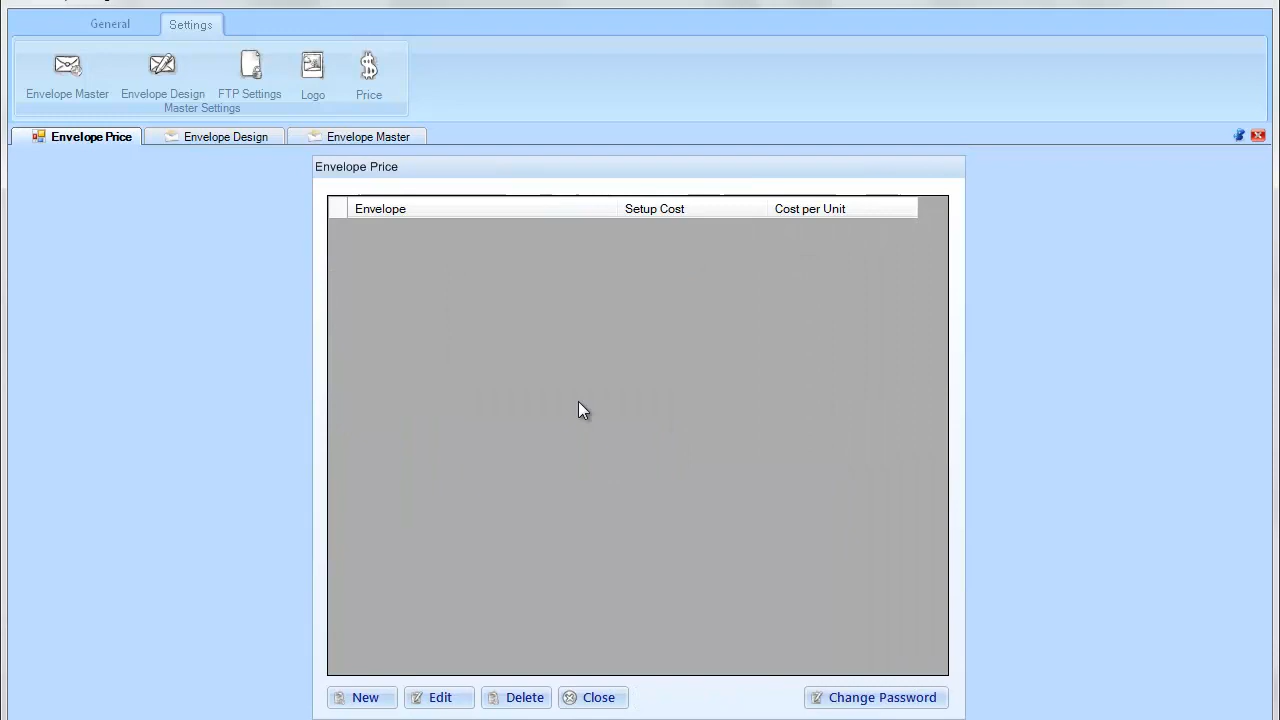 General Settings
Envelope Master Envelope Design FTP Settings Logo Price
Master Settings
Envelope Price Envelope Design Envelope Master
Envelope Price
Envelope Setup Cost Cost per Unit
New Edit Delete Close Change Password